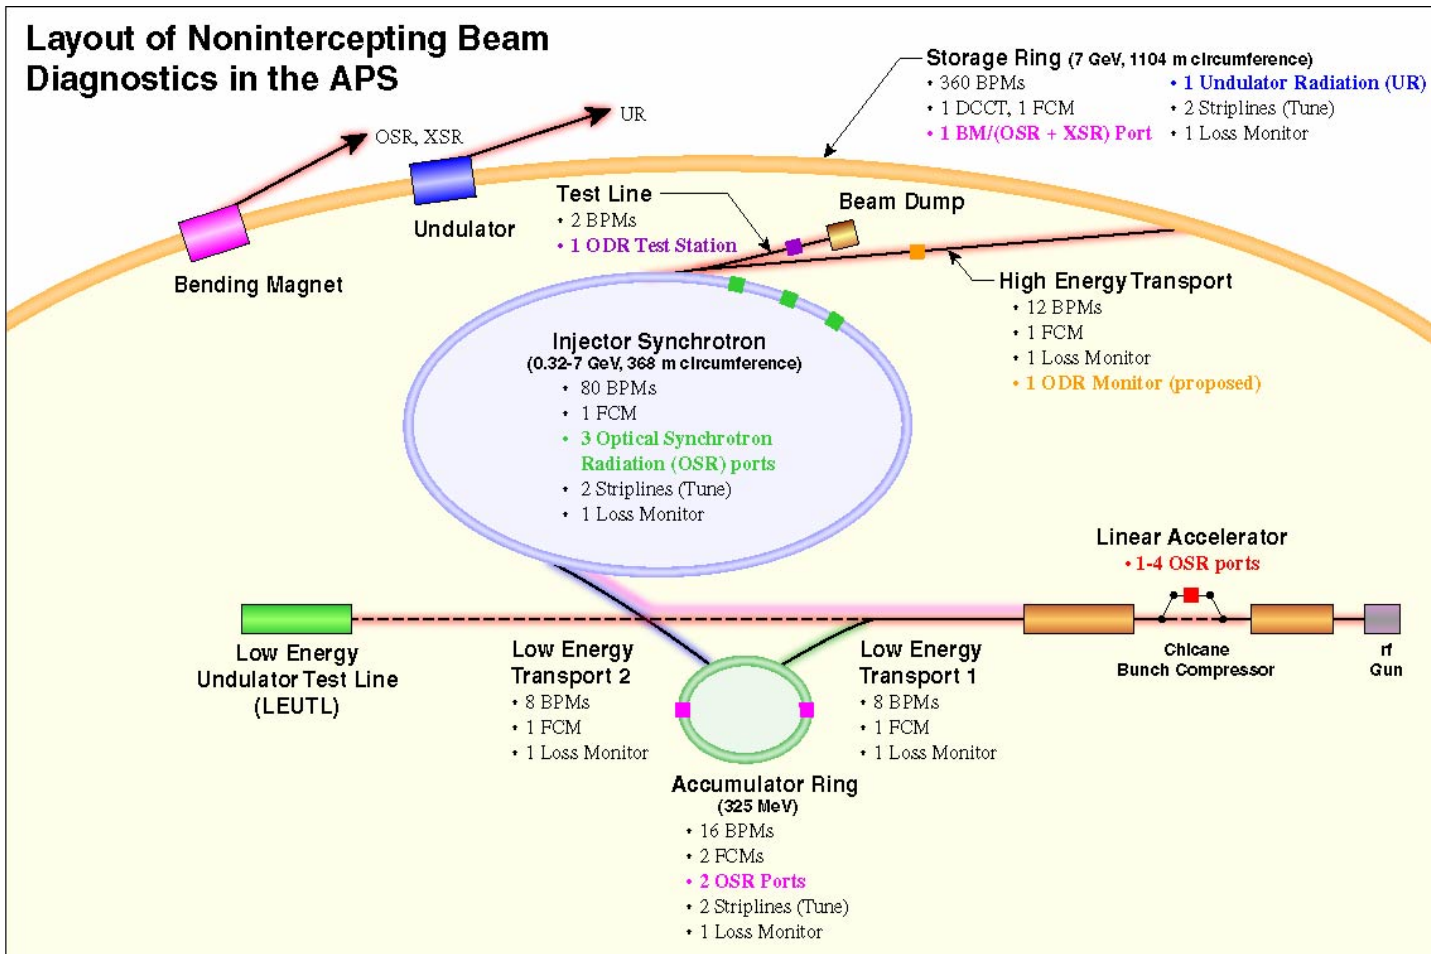 Layout of Nonintercepting Beam
Diagnostics in the APS
Storage Ring (7 GeV, 1104 m circumference)
• 360 BPMs
• 1 DCCT, 1 FCM
• 1 BM/(OSR + XSR) Port
• 1 Undulator Radiation (UR)
• 2 Striplines (Tune)
• 1 Loss Monitor
OSR, XSR
UR
Undulator
Bending Magnet
Test Line
• 2 BPMs
• 1 ODR Test Station
Beam Dump
High Energy Transport
• 12 BPMs
• 1 FCM
• 1 Loss Monitor
• 1 ODR Monitor (proposed)
Injector Synchrotron
(0.32-7 GeV, 368 m circumference)
• 80 BPMs
• 1 FCM
• 3 Optical Synchrotron
Radiation (OSR) ports
• 2 Striplines (Tune)
• 1 Loss Monitor
Linear Accelerator
• 1-4 OSR ports
Low Energy
Undulator Test Line
(LEUTL)
Low Energy
Transport 2
• 8 BPMs
• 1 FCM
• 1 Loss Monitor
Low Energy
Transport 1
• 8 BPMs
• 1 FCM
• 1 Loss Monitor
Chicane
Bunch Compressor
rf
Gun
Accumulator Ring
(325 MeV)
• 16 BPMs
• 2 FCMs
• 2 OSR Ports
• 2 Striplines (Tune)
• 1 Loss Monitor